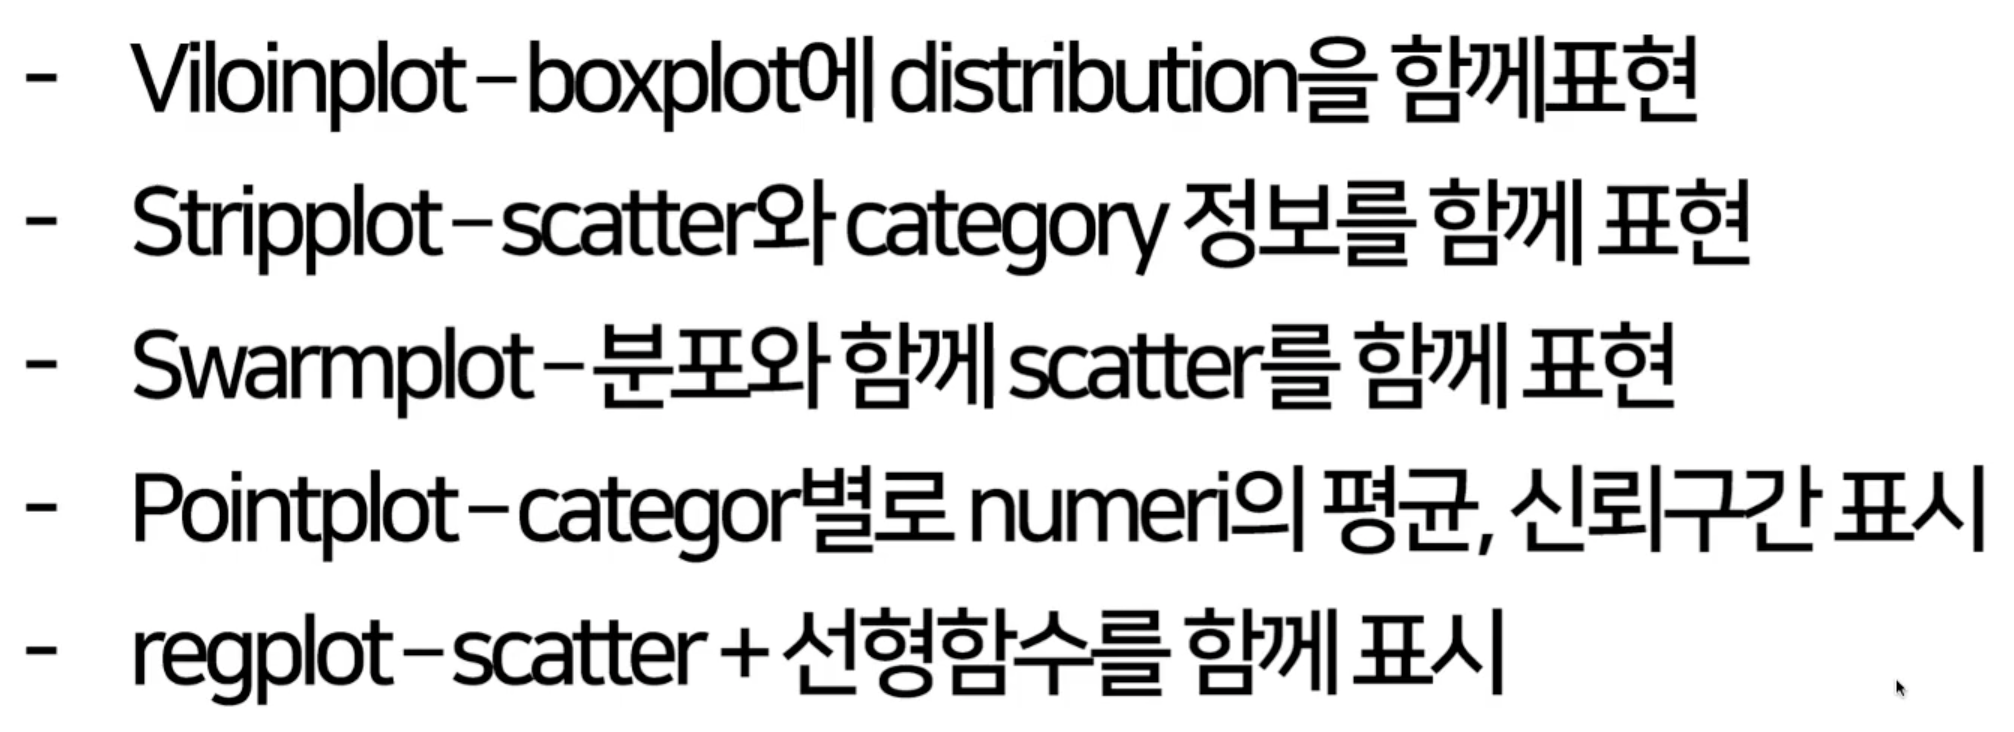 - Viloinplot – boxplot에 distribution을 함께표현
- Stripplot – scatter와 category 정보를 함께 표현
- Swarmplot – 분포와 함께 scatter를 함께 표현
- Pointplot – categor별로 numeri의 평균, 신뢰구간 표시
- regplot – scatter + 선형함수를 함께 표시